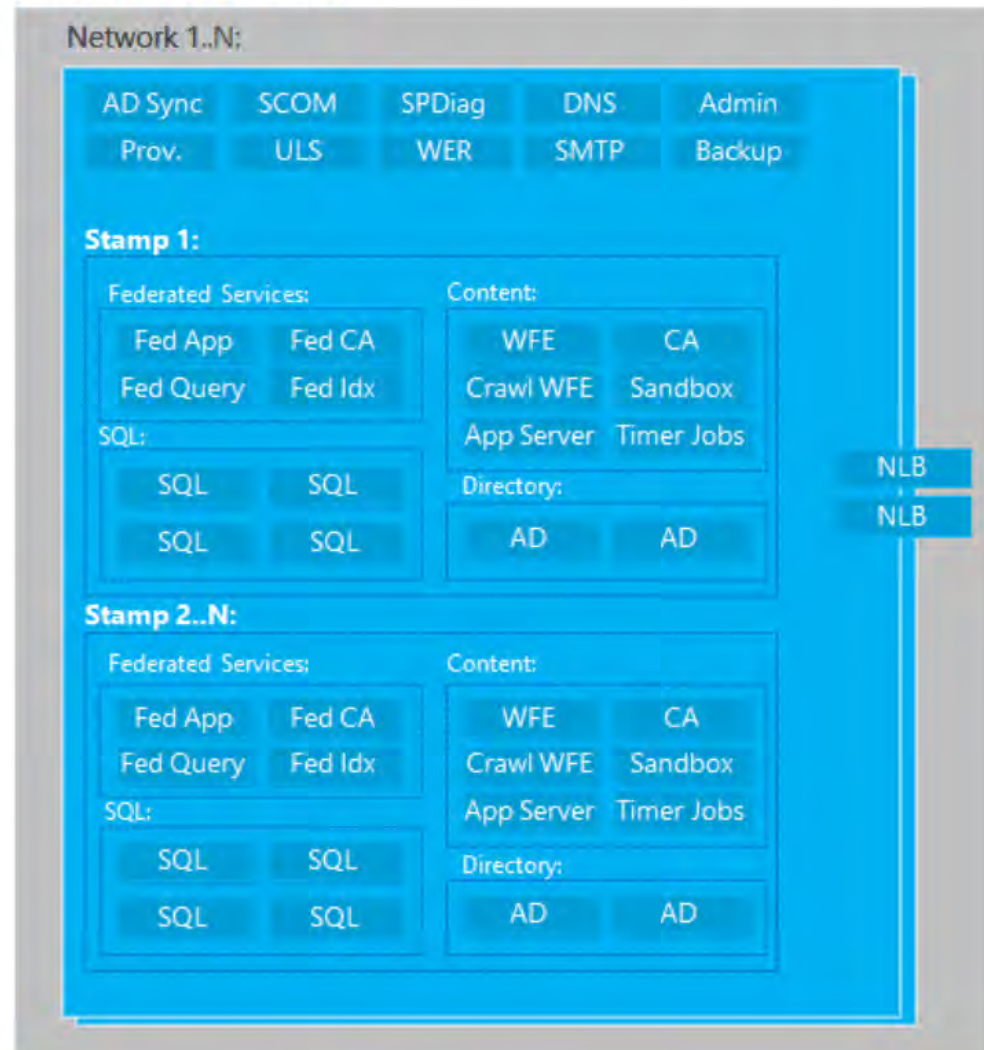 Network 1..N:
AD Sync SCOM SPDiag DNS Admin
Prov. ULS WER SMTP Backup
Stamp 1:
Federated Services:
Fed App Fed CA
Fed Query Fed Idx
SQL:
SQL SQL
SQL SQL
Content:
WFE CA
Crawl WFE Sandbox
App Server Timer Jobs
Directory:
AD AD
NLB
NLB
Stamp 2..N:
Federated Services:
Fed App Fed CA
Fed Query Fed Idx
SQL:
SQL SQL
SQL SQL
Content:
WFE CA
Crawl WFE Sandbox
App Server Timer Jobs
Directory:
AD AD